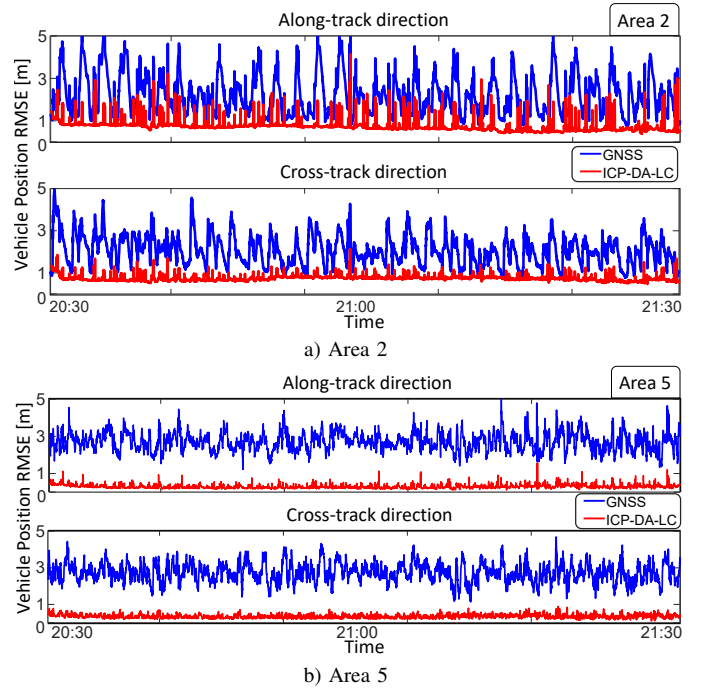 Along-track direction
Area 2
5
3
1
0
Vehicle Position RMSE [m]
GNSS
ICP-DA-LC
Cross-track direction
5
3
1
0
20:30
21:00
21:30
Time
a) Area 2
Along-track direction
Area 5
5
3
1
0
Vehicle Position RMSE [m]
GNSS
ICP-DA-LC
Cross-track direction
5
3
1
0
20:30
21:00
21:30
Time
b) Area 5